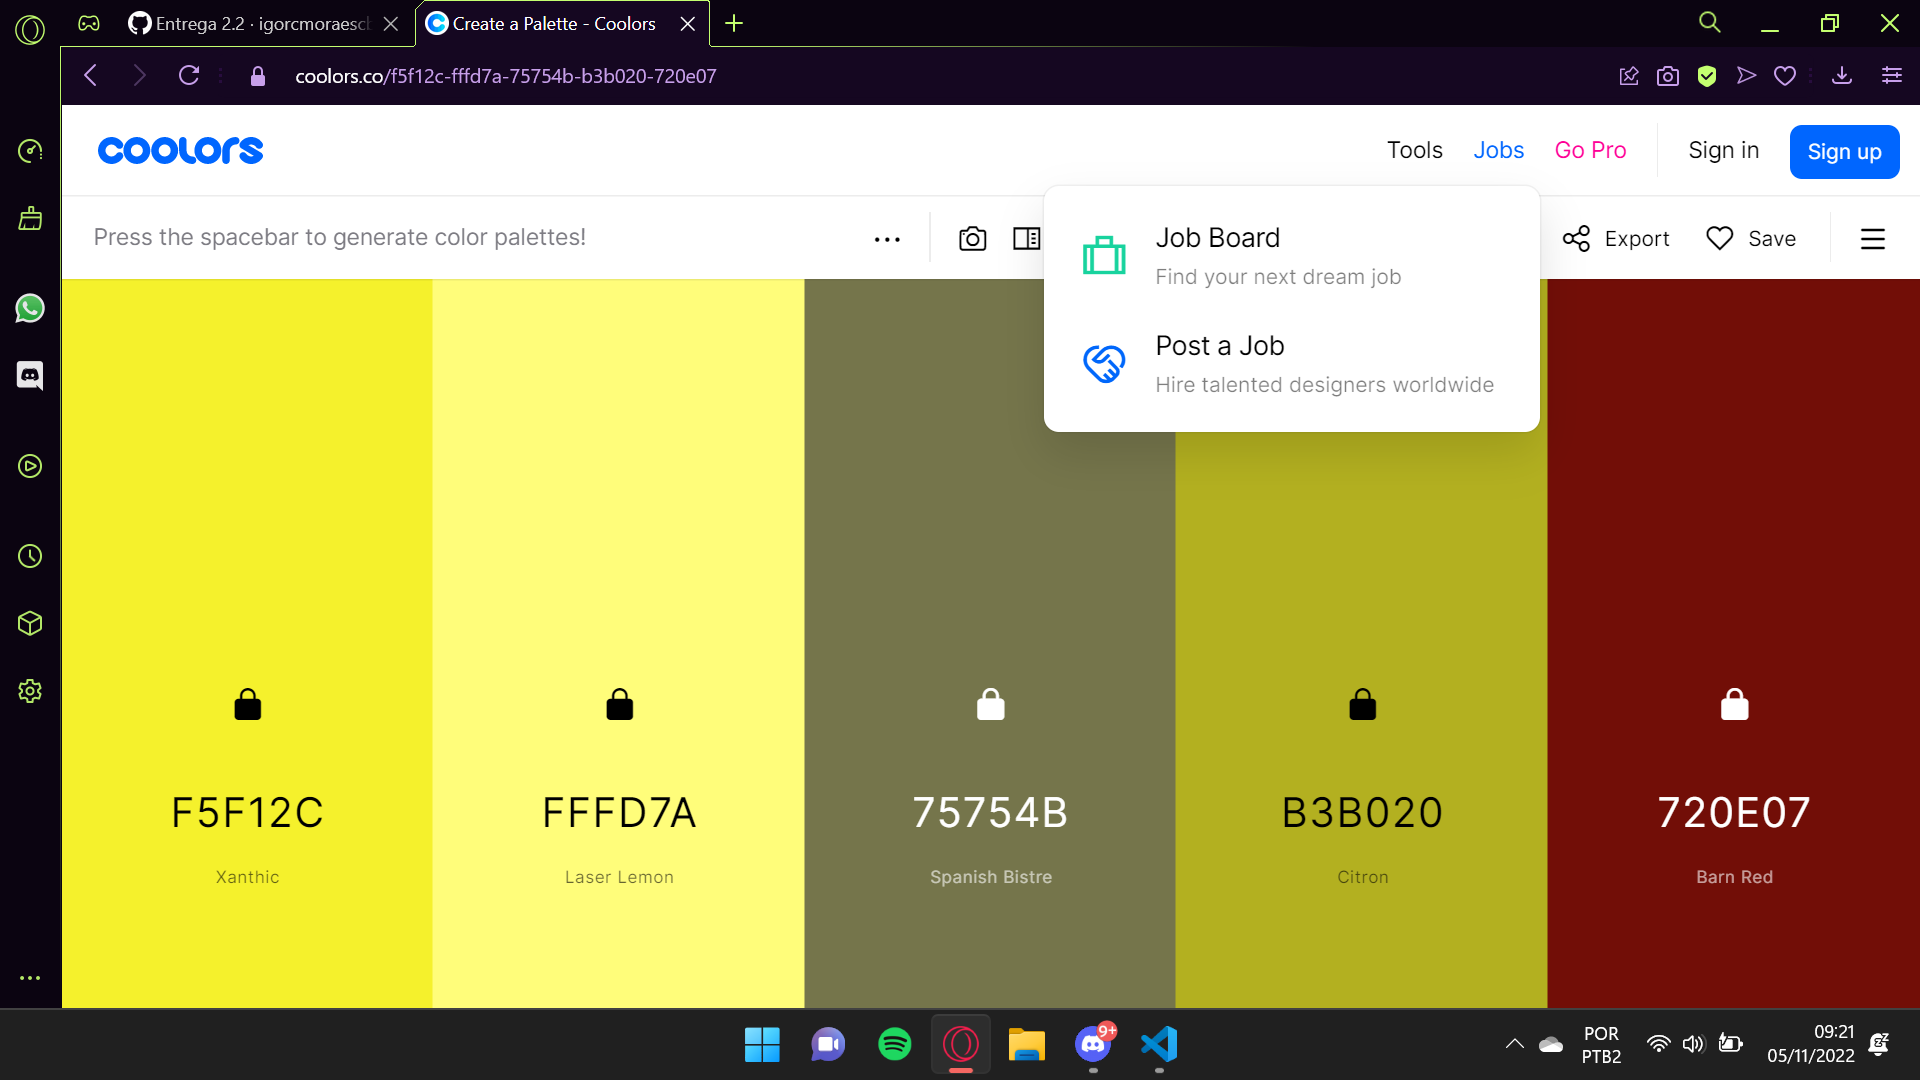 Entrega 2.2 · igorcmoraesc
Create a Palette - Coolors
coolors.co/f5f12c-fffd7a-75754b-b3b020-720e07
coolors
Tools
Jobs
Go Pro
Sign in
Sign up
Press the spacebar to generate color palettes!
Export
Save
Job Board
Find your next dream job
Post a Job
Hire talented designers worldwide
F5F12C
Xanthic
FFFD7A
Laser Lemon
75754B
Spanish Bistre
B3B020
Citron
720E07
Barn Red
9+
POR
PTB2
09:21
05/11/2022